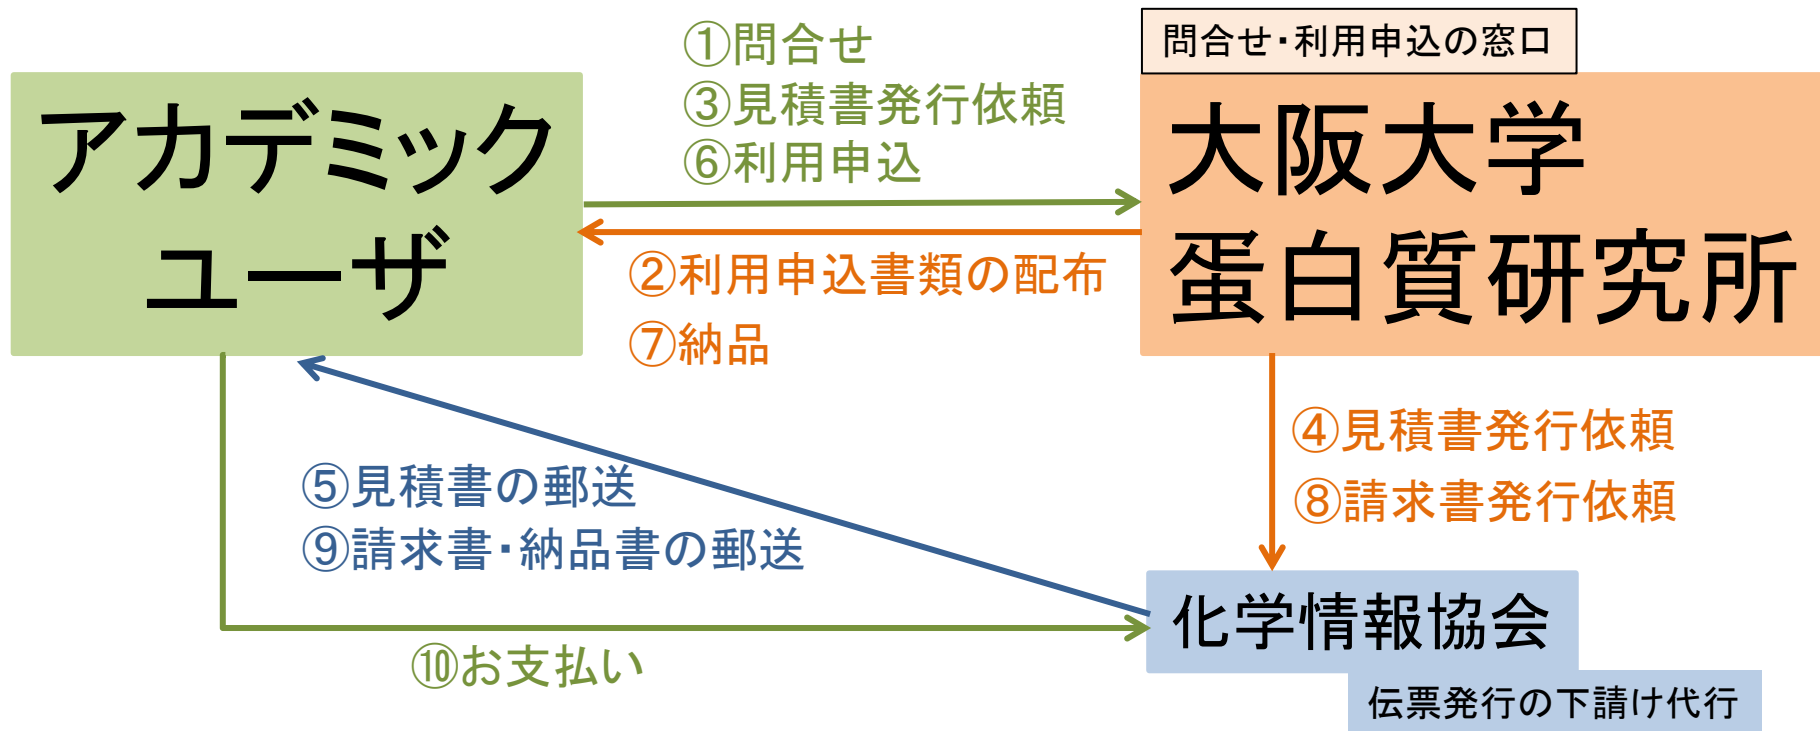 ①問合せ
③見積書発行依頼
⑥利用申込
問合せ・利用申込の窓口
アカデミック
ユーザ
大阪大学
蛋白質研究所
②利用申込書類の配布
⑦納品
④見積書発行依頼
⑧請求書発行依頼
⑤見積書の郵送
⑨請求書・納品書の郵送
⑩お支払い
化学情報協会
伝票発行の下請け代行